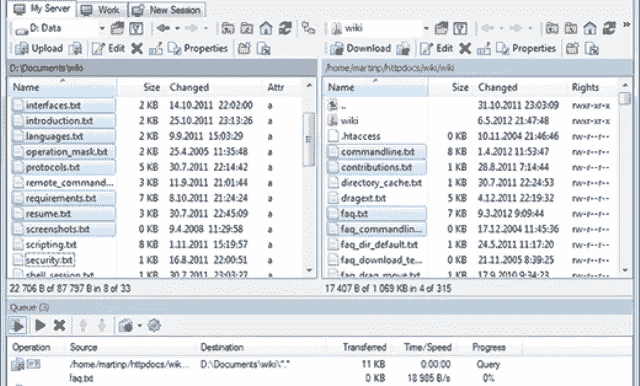 My Server Work New Session
D: Data wiki
Upload Edit Properties Download Edit Properties
D:\Documents\wiki /home/martinp/httpdocs/wiki/wiki
Name Size Changed Attr Name Size Changed Rights
interfaces.txt 2 KB 14.10.2011 22:02:00 a .. 31.10.2011 23:03:09 rwxr-xr-x
introduction.txt 10 KB 25.10.2011 23:13:26 a wiki 6.5.2012 21:47:48 rwxr-xr-x
languages.txt 2 KB 9.9.2011 15:03:29 a .htaccess 0 KB 10.11.2004 21:46:46 rw-r--r--
operation_mask.txt 2 KB 25.4.2005 11:35:48 a commandline.txt 8 KB 1.4.2012 11:53:47 rw-r--r--
protocols.txt 5 KB 30.7.2011 22:14:42 a contributions.txt 1 KB 28.8.2011 7:14:44 rw-r--r--
remote_command... 3 KB 11.9.2011 21:01:44 a directory_cache.txt 0 KB 30.7.2011 22:24:53 rw-r--r--
requirements.txt 7 KB 8.10.2011 21:24:24 a dragext.txt 5 KB 4.12.2011 22:19:32 rw-r--r--
resume.txt 3 KB 30.7.2011 22:45:09 a faq.txt 7 KB 9.3.2012 9:09:44 rw-r--r--
screenshots.txt 0 KB 9.4.2008 11:29:58 a faq_commandlin... 0 KB 17.12.2004 11:45:36 rw-r--r--
scripting.txt 8 KB 1.11.2011 15:19:57 a faq_dir_default.txt 0 KB 24.5.2011 11:17:20 rw-r--r--
security.txt 1 KB 16.8.2011 22:00:51 a faq_download_te... 0 KB 21.11.2005 8:39:25 rw-r--r--
shell_session.txt 1 KB 30.7.2011 23:03:27 a faq_drag_move.txt 1 KB 17.9.2010 9:34:23 rw-r--r--
22 706 B of 87 797 B in 8 of 33 17 407 B of 1 069 KB in 4 of 315
Queue (3)
Operation Source Destination Transferred Time/Speed Progress
/home/martinp/httpdocs/wik... D:\Documents\wiki\*.* 11 KB 0:00:00 Query
faq.txt 0 KB 18 985 B/s 0%